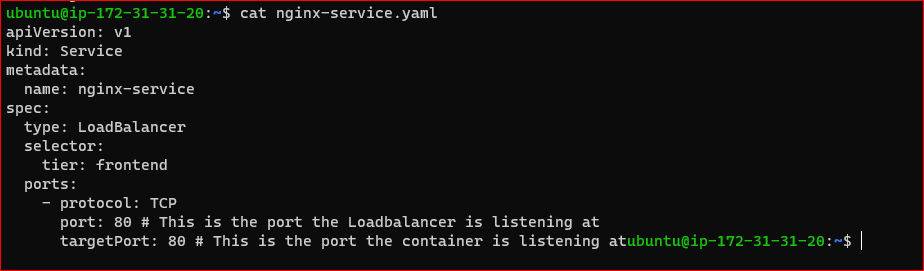 ubuntu@ip-172-31-31-20:~$ cat nginx-service.yaml
apiVersion: v1
kind: Service
metadata:
  name: nginx-service
spec:
  type: LoadBalancer
  selector:
    tier: frontend
  ports:
    - protocol: TCP
      port: 80 # This is the port the Loadbalancer is listening at
      targetPort: 80 # This is the port the container is listening atubuntu@ip-172-31-31-20:~$